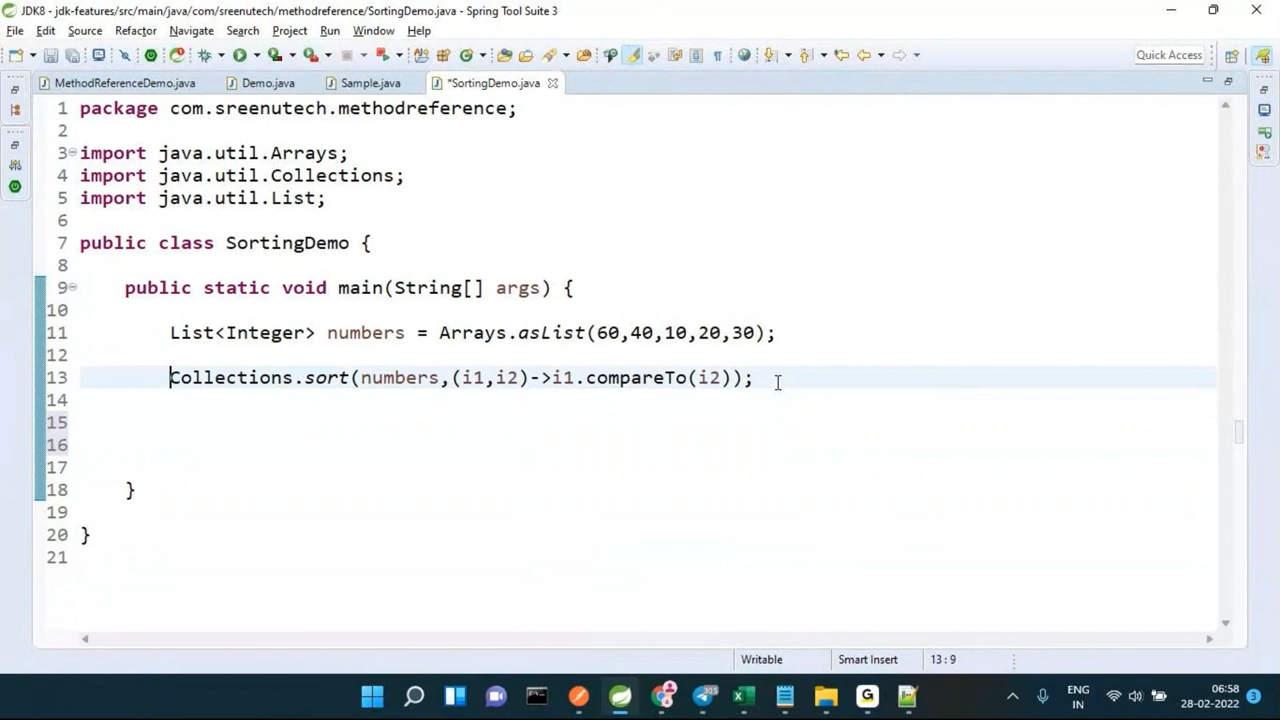 JDK8 - jdk-features/src/main/java/com/sreenutech/methodreference/SortingDemo.java - Spring Tool Suite 3
File Edit Source Refactor Navigate Search Project Run Window Help
Quick Access
MethodReferenceDemo.java Demo.java Sample.java *SortingDemo.java
1 package com.sreenutech.methodreference;
2
3 import java.util.Arrays;
4 import java.util.Collections;
5 import java.util.List;
6
7 public class SortingDemo {
8
9 public static void main(String[] args) {
10
11 List<Integer> numbers = Arrays.asList(60,40,10,20,30);
12
13 Collections.sort(numbers,(i1,i2)->i1.compareTo(i2));
14
15
16
17
18 }
19
20 }
21
Writable Smart Insert 13 : 9
ENG
IN
06:58
28-02-2022
3